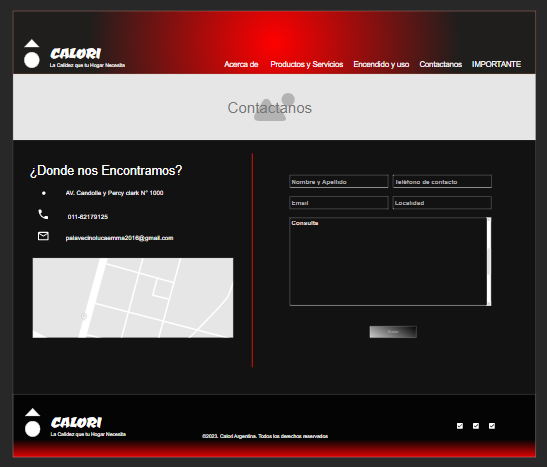 CALORI
La Calidez que tu Hogar Necesita
Acerca de Productos y Servicios Encendido y uso Contactanos IMPORTANTE
Contactanos
¿Donde nos Encontramos?
AV. Candolle y Percy clark N° 1000
011-62179125
palavecinolucasemma2016@gmail.com
Nombre y Apellido Teléfono de contacto
Email Localidad
Consulta
CALORI
La Calidez que tu Hogar Necesita
©2023. Calori Argentina. Todos los derechos reservados